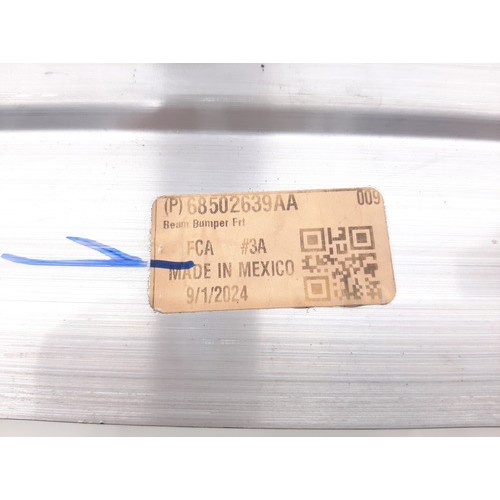 (P) 68502639AA 009
Beam Bumper Frt
FCA #3A
MADE IN MEXICO
9/1/2024